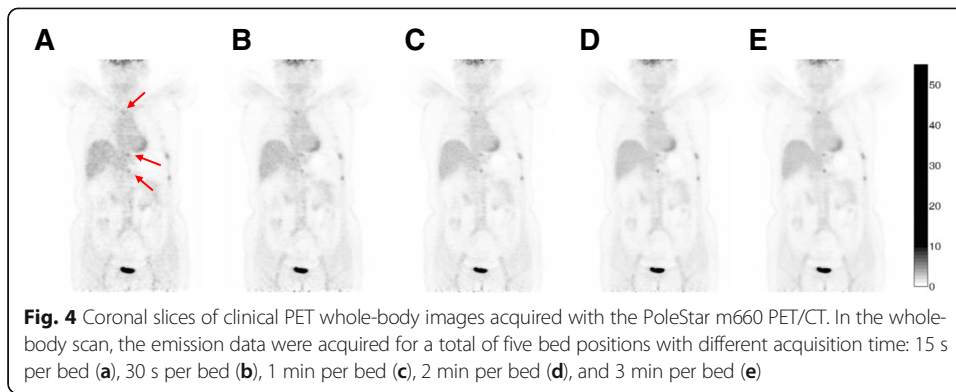 A B C D E
50
40
30
20
10
0
Fig. 4 Coronal slices of clinical PET whole-body images acquired with the PoleStar m660 PET/CT. In the whole-
body scan, the emission data were acquired for a total of five bed positions with different acquisition time: 15 s
per bed (a), 30 s per bed (b), 1 min per bed (c), 2 min per bed (d), and 3 min per bed (e)